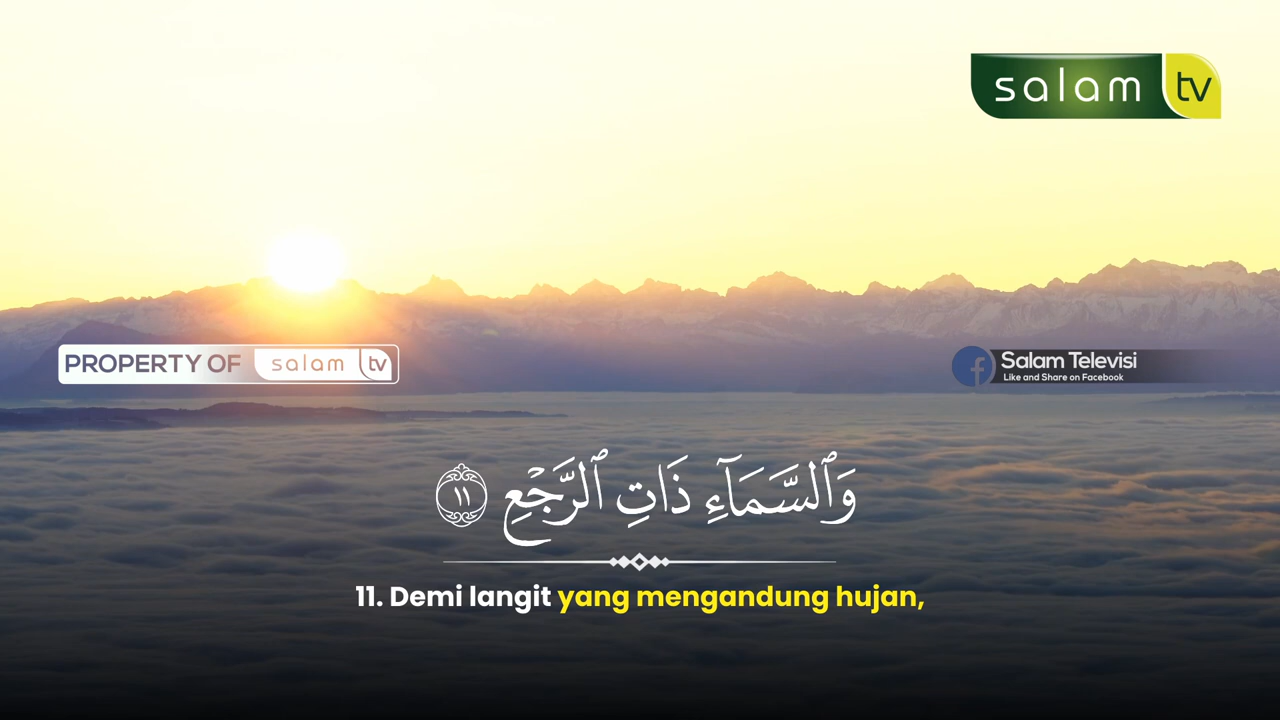 salam tv
PROPERTY OF salam tv
Salam Televisi
Like and Share on Facebook
وَٱلسَّمَآءِ ذَاتِ ٱلرَّجْعِ ١١
11. Demi langit yang mengandung hujan,